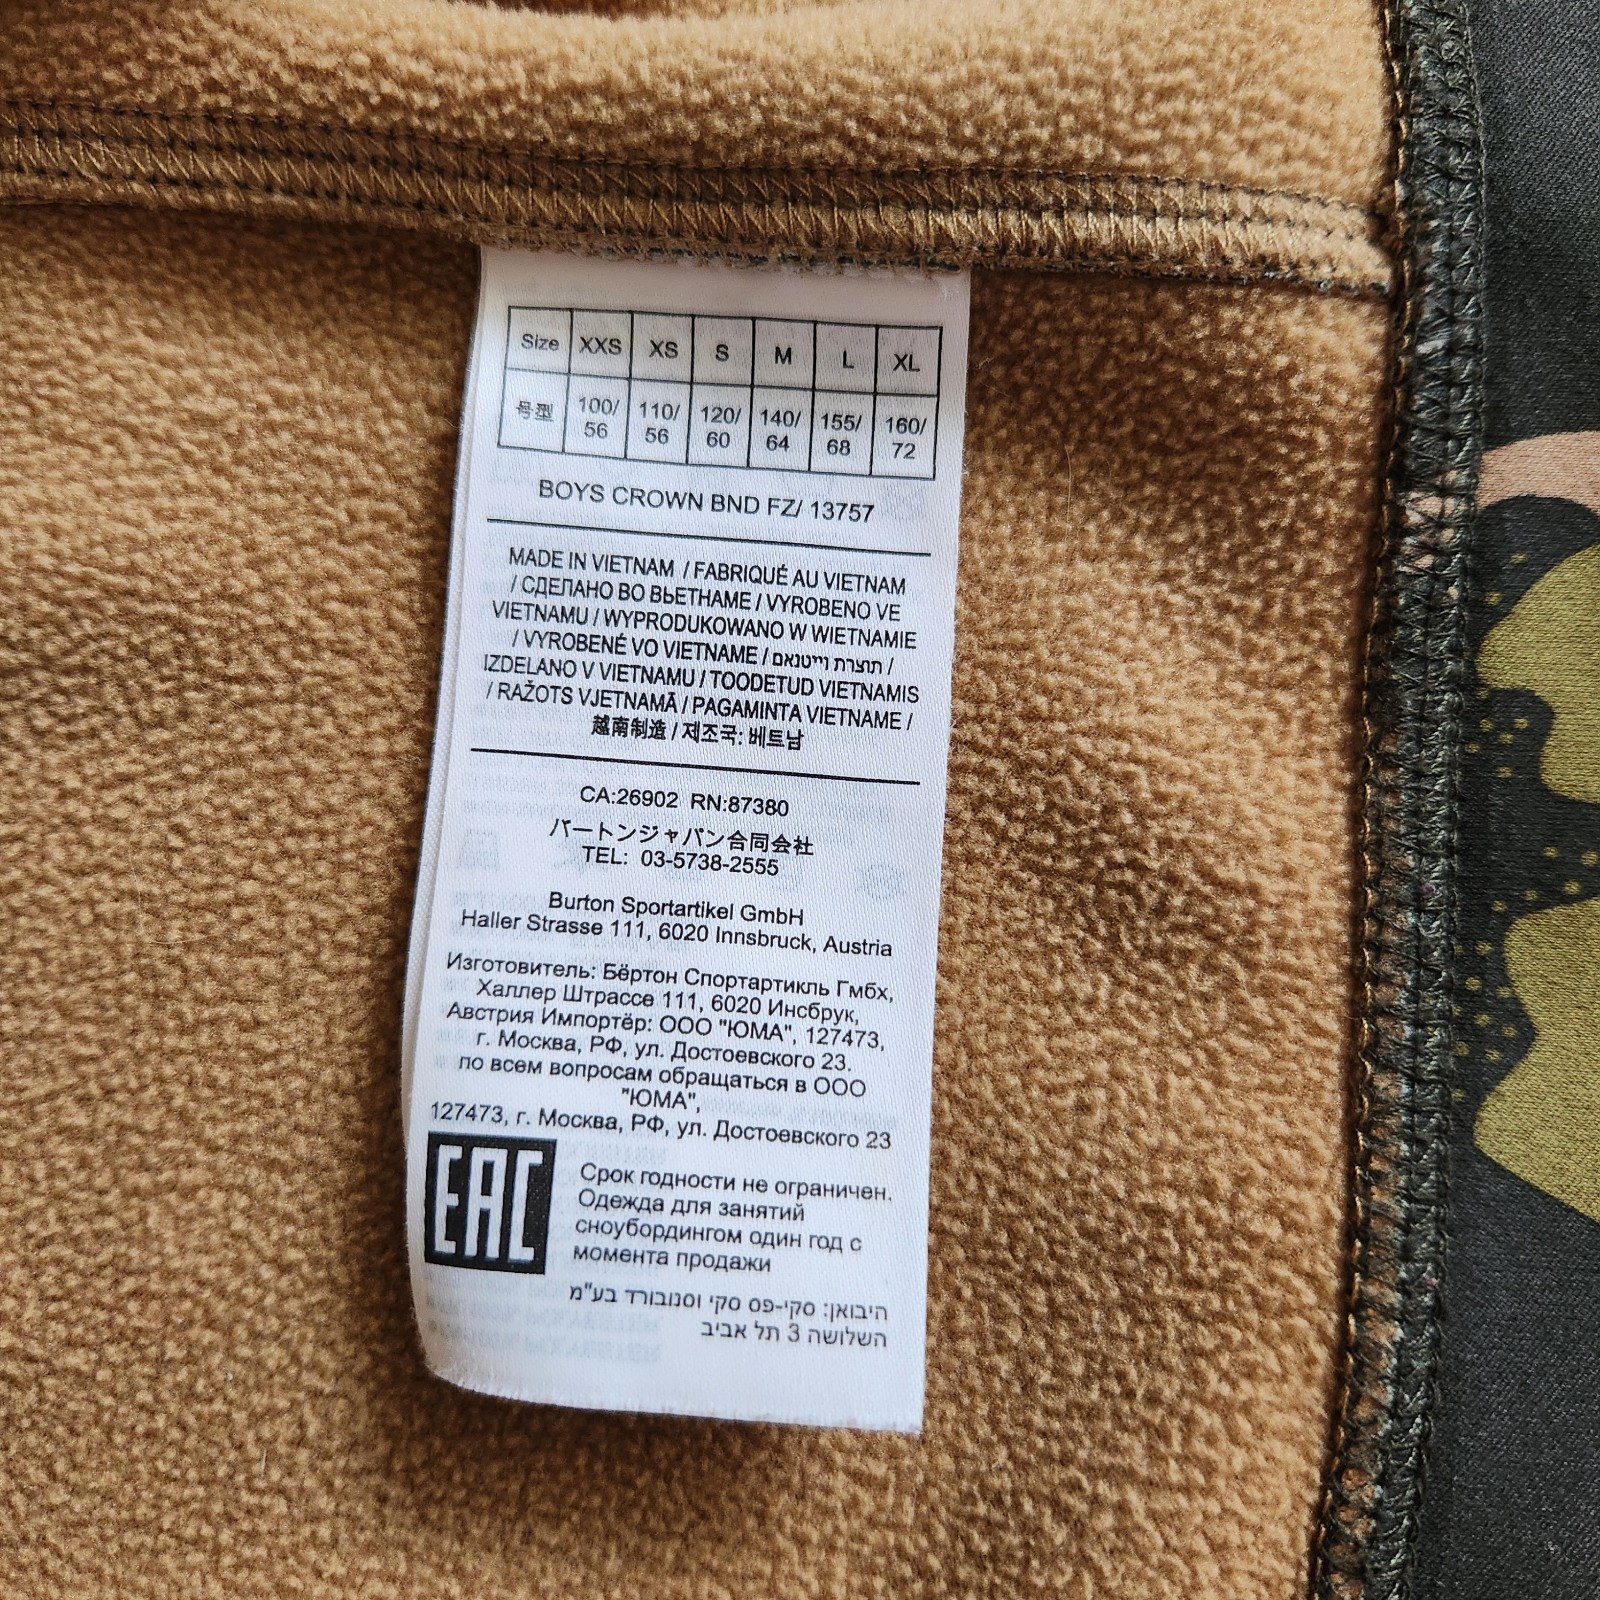 Size XXS XS S M L XL
号型 100/56 110/56 120/60 140/64 155/68 160/72
BOYS CROWN BND FZ/ 13757
MADE IN VIETNAM / FABRIQUÉ AU VIETNAM
/ СДЕЛАНО ВО ВЬЕТНАМЕ / VYROBENO VE
VIETNAMU / WYPRODUKOWANO W WIETNAMIE
/ VYROBENÉ VO VIETNAME / תוצרת וייטנאם /
IZDELANO V VIETNAMU / TOODETUD VIETNAMIS
/ RAŽOTS VJETNAMĀ / PAGAMINTA VIETNAME /
越南制造 / 제조국: 베트남
CA:26902 RN:87380
バートンジャパン合同会社
TEL: 03-5738-2555
Burton Sportartikel GmbH
Haller Strasse 111, 6020 Innsbruck, Austria
Изготовитель: Бёртон Спортартикль Гмбх,
Халлер Штрассе 111, 6020 Инсбрук,
Австрия Импортёр: ООО "ЮМА", 127473,
г. Москва, РФ, ул. Достоевского 23.
по всем вопросам обращаться в ООО
"ЮМА",
127473, г. Москва, РФ, ул. Достоевского 23
EAC
Срок годности не ограничен.
Одежда для занятий
сноубордингом один год с
момента продажи
היבואן: סקי-פס סקי וסנובורד בע"מ
השלושה 3 תל אביב